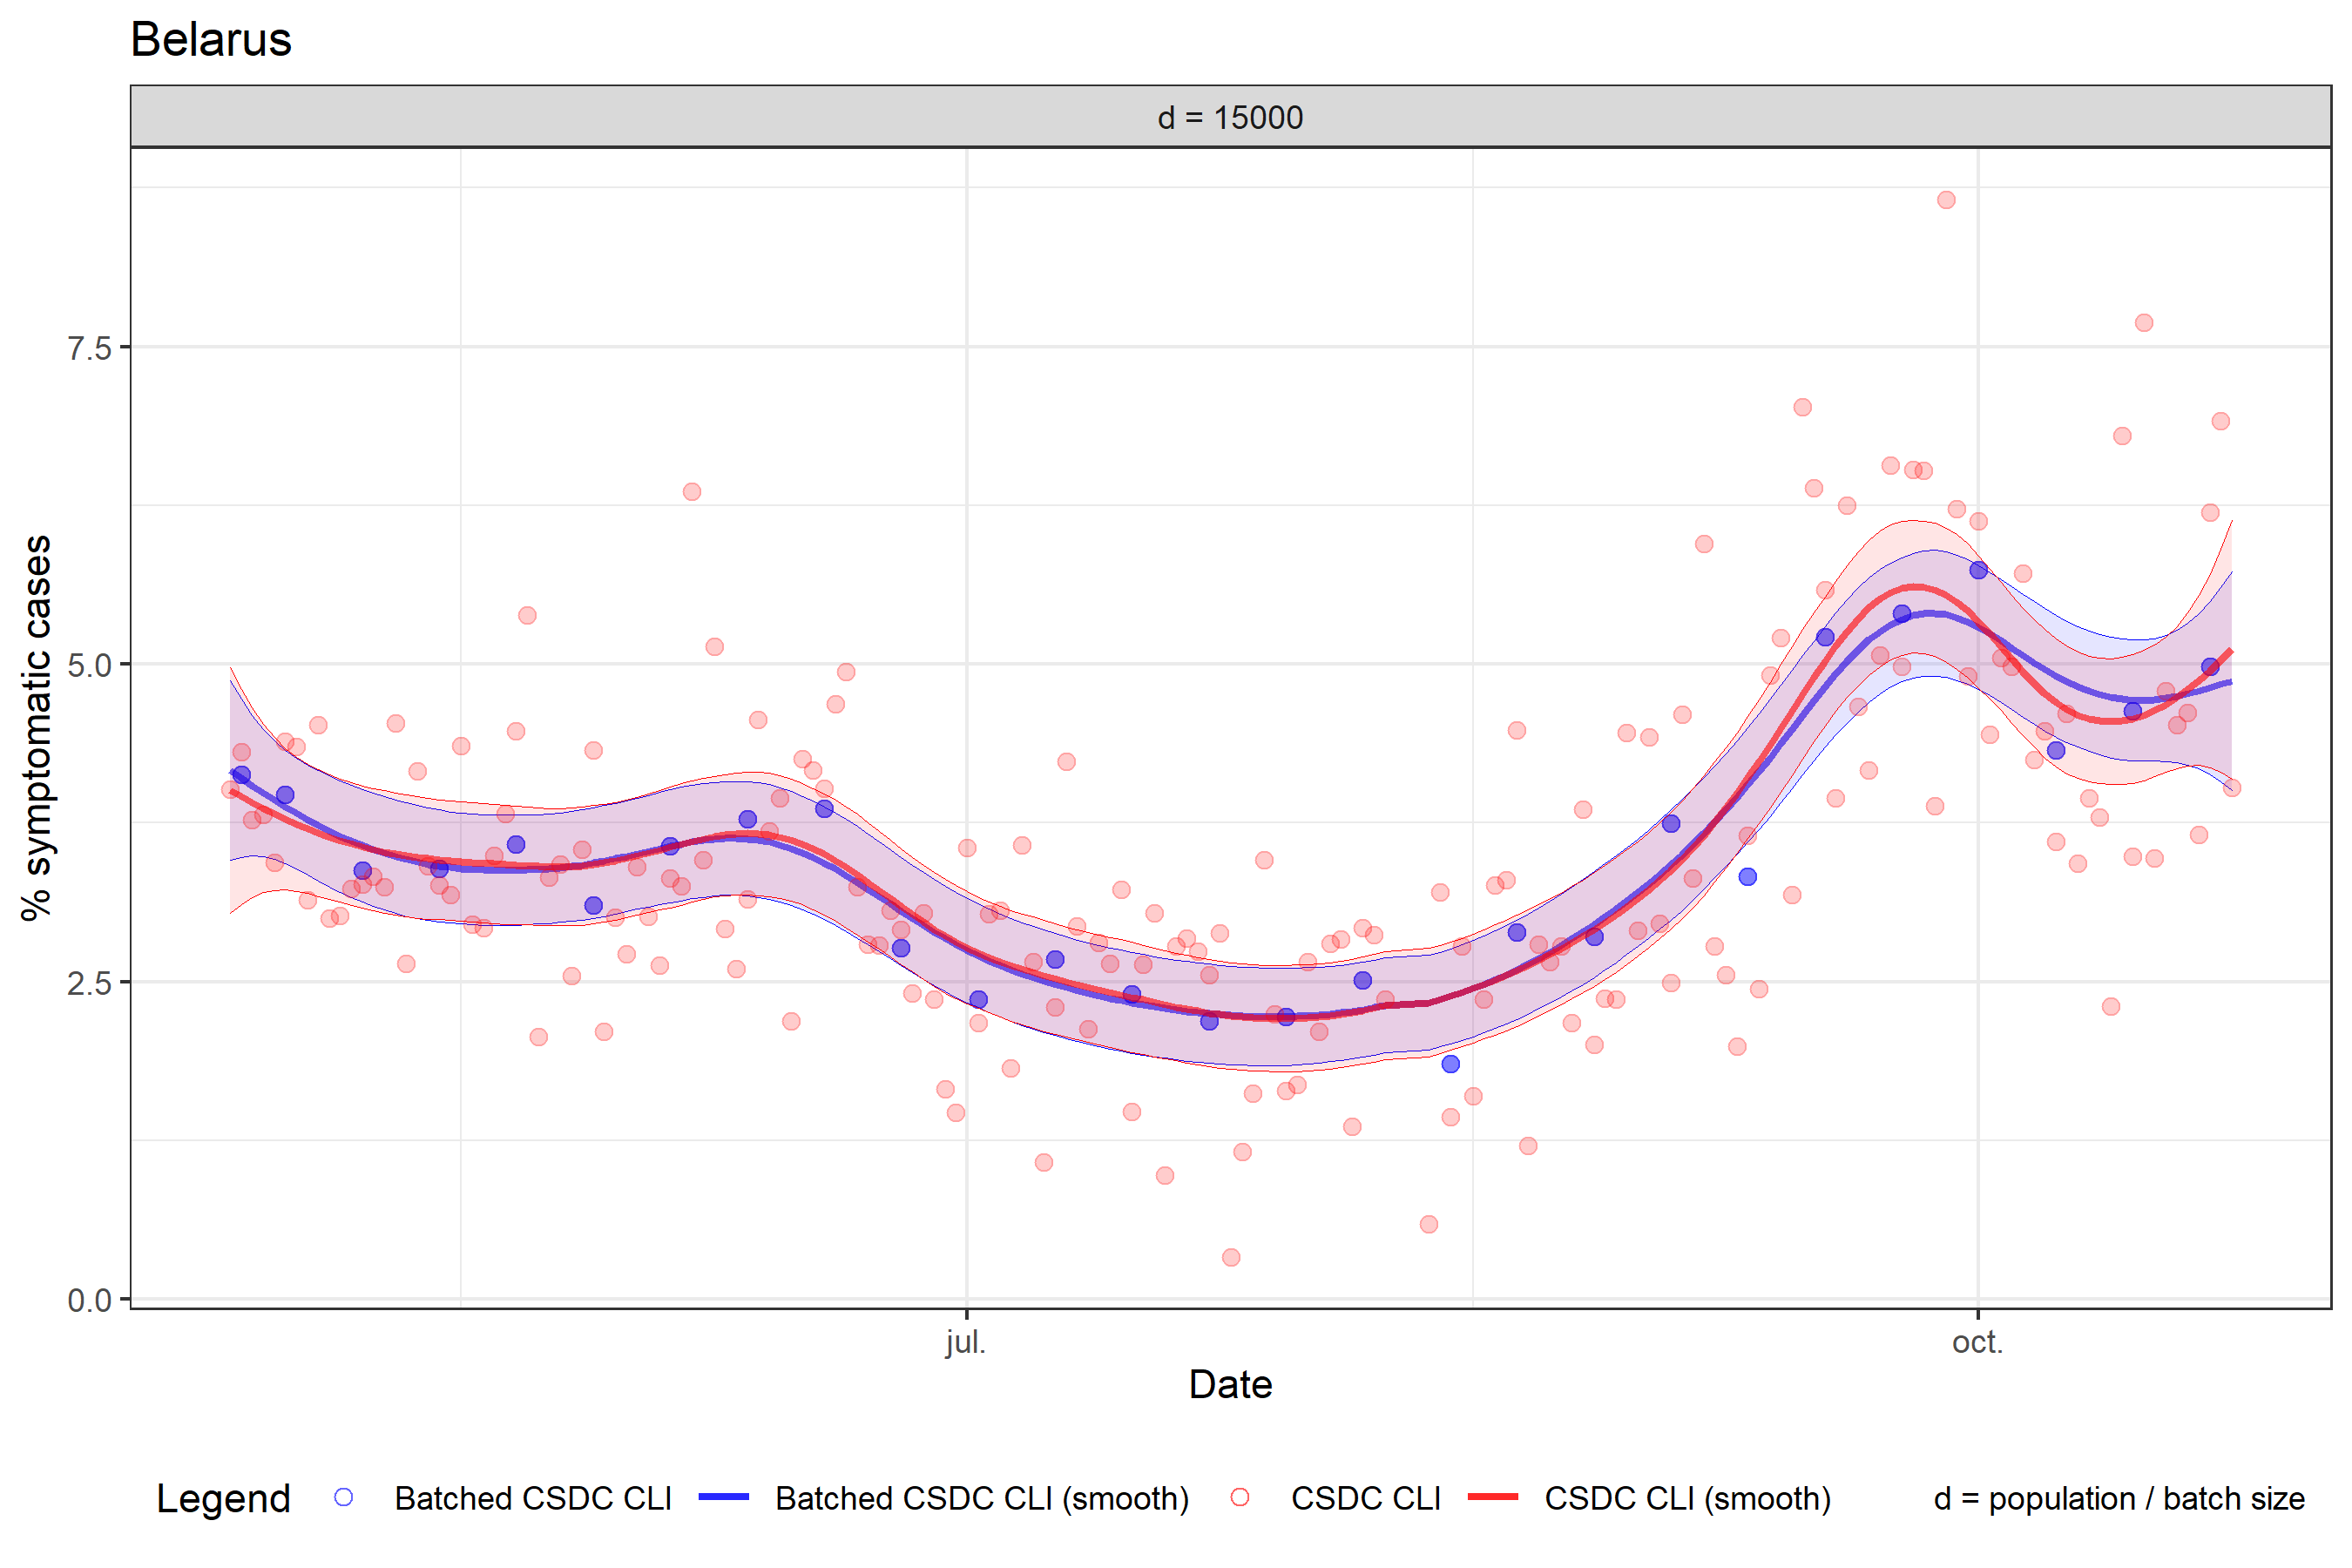 Belarus
d = 15000
% symptomatic cases
7.5
5.0
2.5
0.0
jul.
oct.
Date
Legend
Batched CSDC CLI
Batched CSDC CLI (smooth)
CSDC CLI
CSDC CLI (smooth)
d = population / batch size